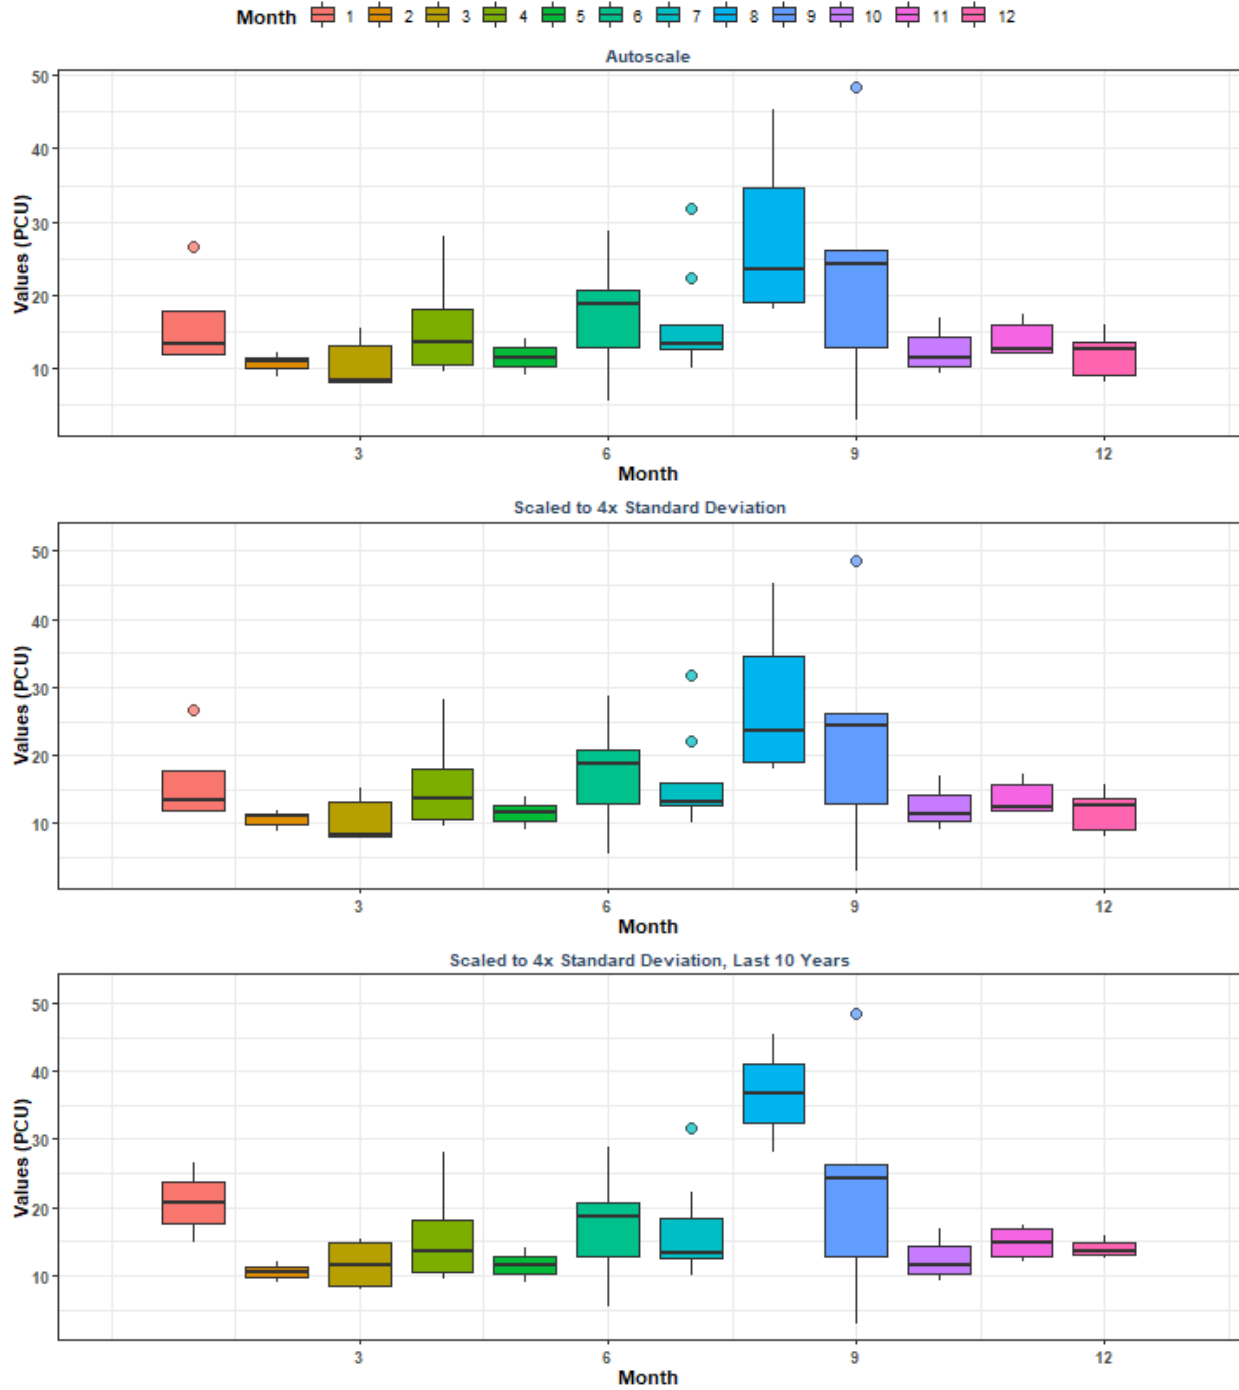 Month 1 2 3 4 5 6 7 8 9 10 11 12
Autoscale
Values (PCU)
50
40
30
20
10
3 6 9 12
Month
Scaled to 4x Standard Deviation
Values (PCU)
50
40
30
20
10
3 6 9 12
Month
Scaled to 4x Standard Deviation, Last 10 Years
Values (PCU)
50
40
30
20
10
3 6 9 12
Month